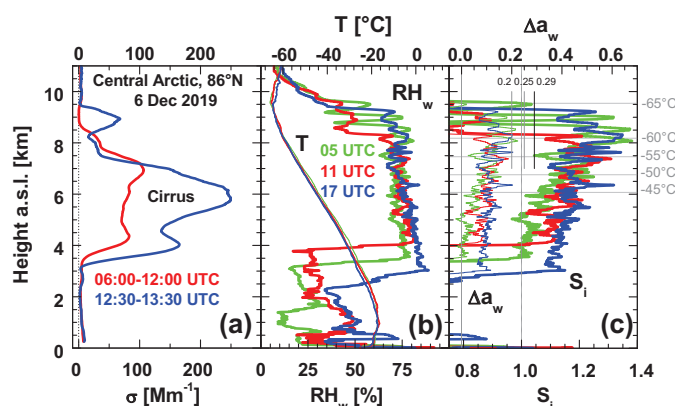 0 100 200
T [°C]
-60 -40 -20 0
Δa_w
0.0 0.2 0.4 0.6
Central Arctic, 86°N
6 Dec 2019
RH_w
0.2 0.25 0.29
-65°C
-60°C
-55°C
-50°C
-45°C
T
05 UTC
11 UTC
17 UTC
Cirrus
Height a.s.l. [km]
10
8
6
4
2
0
06:00-12:00 UTC
12:30-13:30 UTC
S_i
Δa_w
(a)
(b)
(c)
0 100 200
σ [Mm⁻¹]
0 25 50 75
RH_w [%]
0.8 1.0 1.2 1.4
S_i